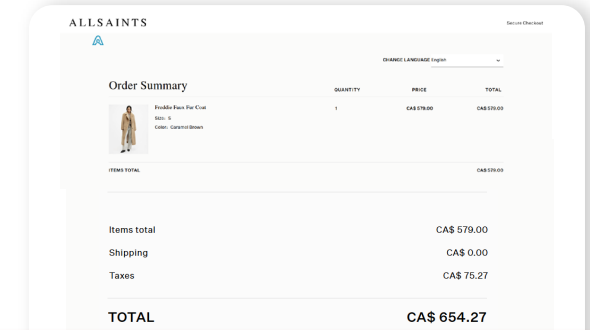 ALLSAINTS
Secure Checkout
CHANGE LANGUAGE English
Order Summary
QUANTITY PRICE TOTAL
Freddie Faux Fur Coat 1 CA$ 579.00 CA$ 579.00
Size: S
Color: Caramel Brown
ITEMS TOTAL CA$ 579.00
Items total CA$ 579.00
Shipping CA$ 0.00
Taxes CA$ 75.27
TOTAL CA$ 654.27